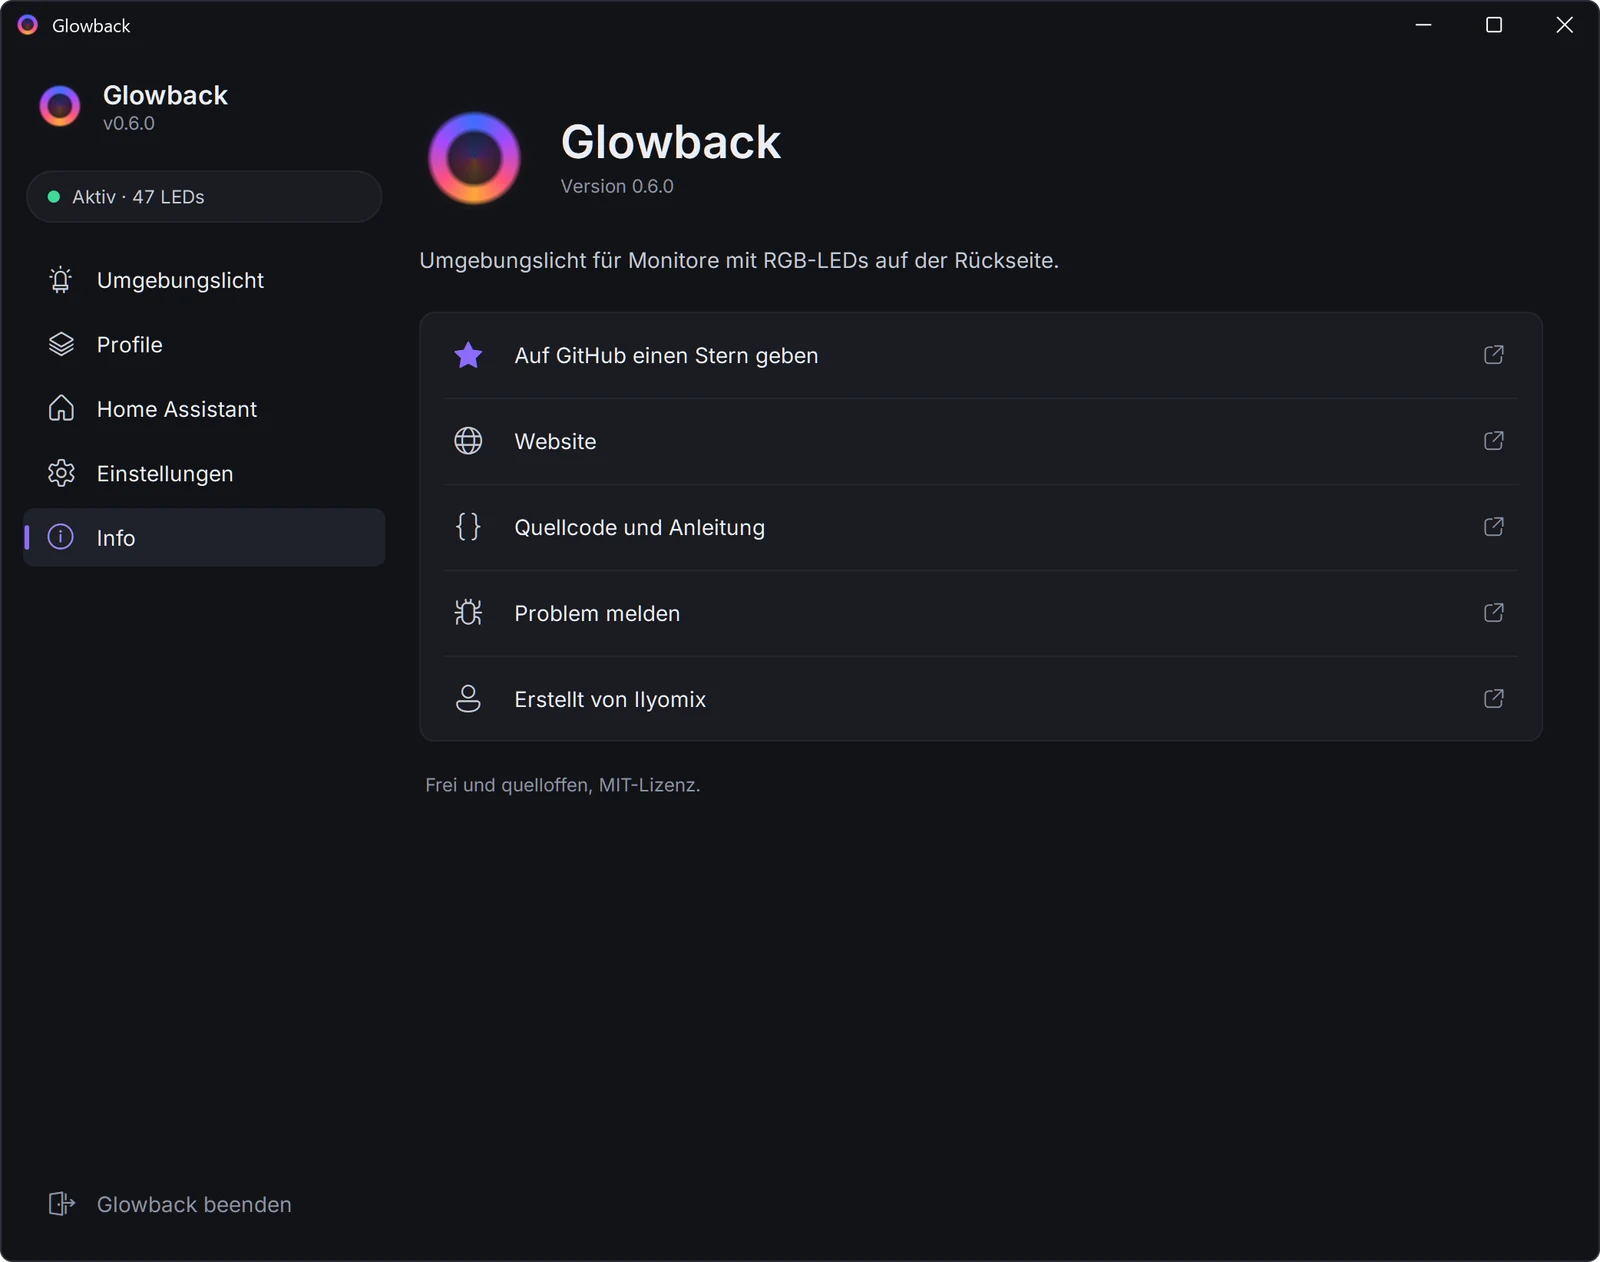 Glowback
Glowback
v0.6.0
Aktiv · 47 LEDs
Umgebungslicht
Profile
Home Assistant
Einstellungen
Info
Glowback beenden
Glowback
Version 0.6.0
Umgebungslicht für Monitore mit RGB-LEDs auf der Rückseite.
Auf GitHub einen Stern geben
Website
Quellcode und Anleitung
Problem melden
Erstellt von Ilyomix
Frei und quelloffen, MIT-Lizenz.